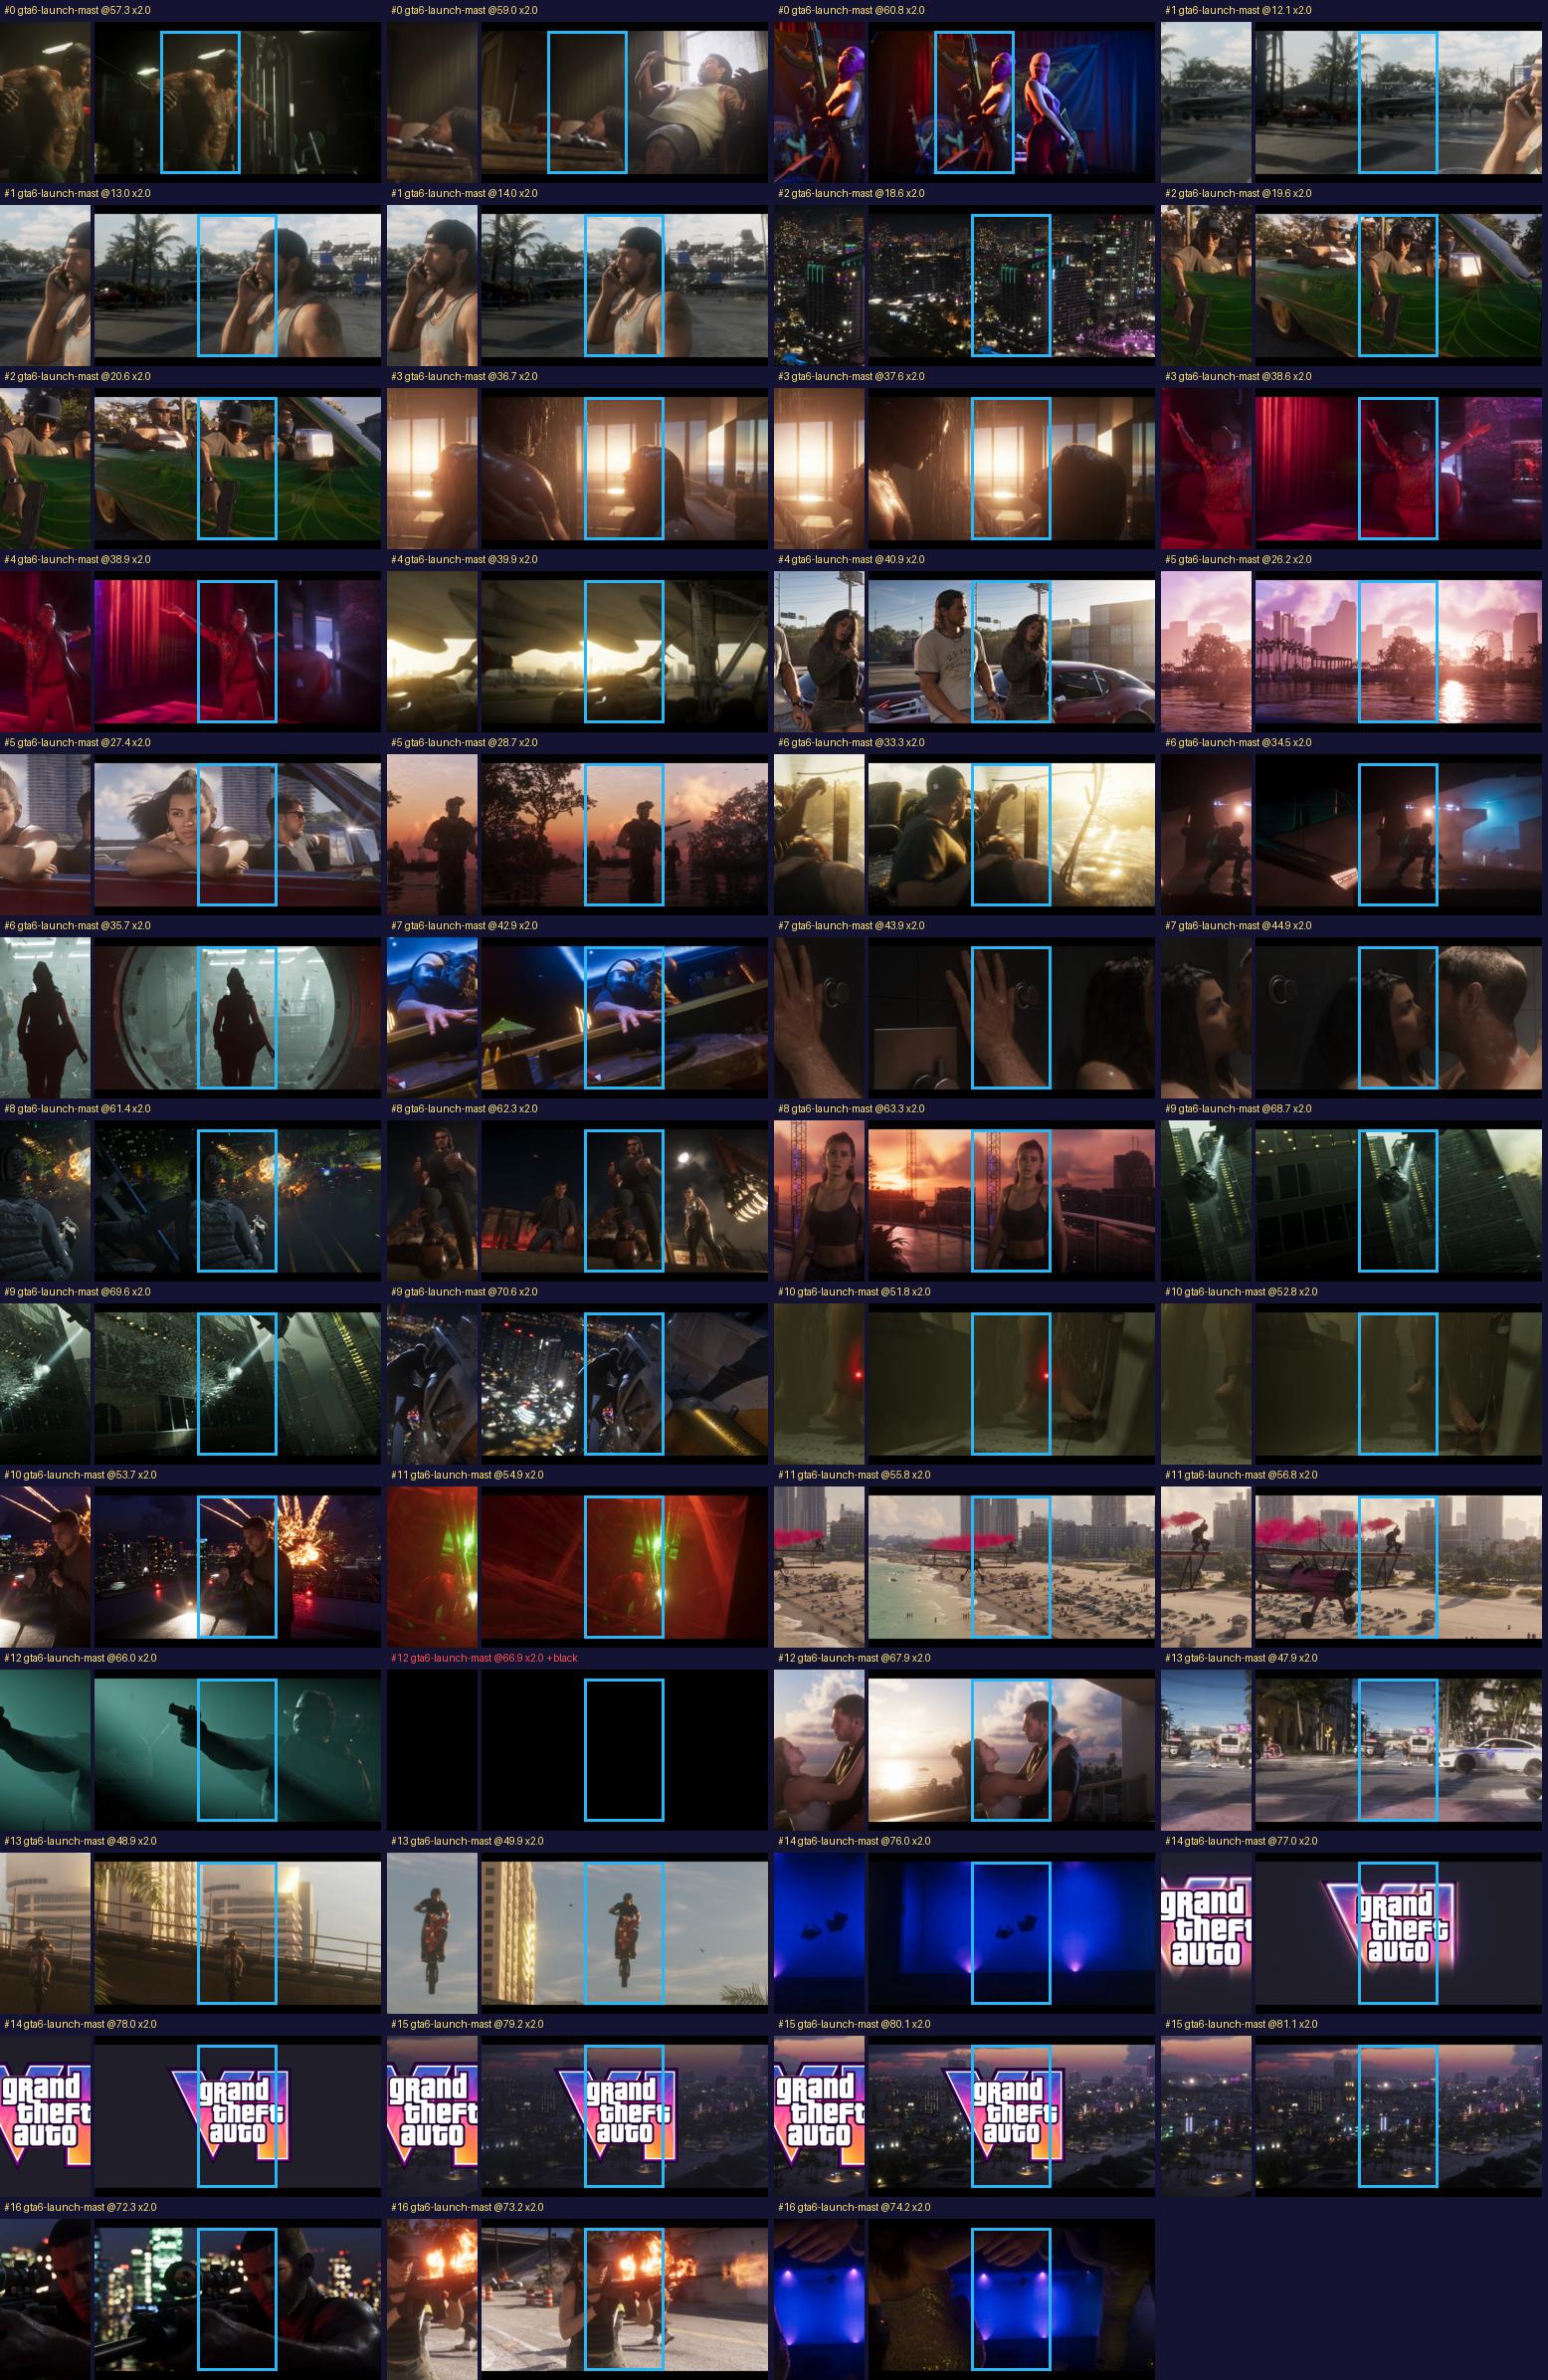 #0 gta6-launch-mast @57.3 x2.0
#0 gta6-launch-mast @59.0 x2.0
#0 gta6-launch-mast @60.8 x2.0
#1 gta6-launch-mast @12.1 x2.0
#1 gta6-launch-mast @13.0 x2.0
#1 gta6-launch-mast @14.0 x2.0
#2 gta6-launch-mast @18.6 x2.0
#2 gta6-launch-mast @19.6 x2.0
#2 gta6-launch-mast @20.6 x2.0
#3 gta6-launch-mast @36.7 x2.0
#3 gta6-launch-mast @37.6 x2.0
#3 gta6-launch-mast @38.6 x2.0
#4 gta6-launch-mast @38.9 x2.0
#4 gta6-launch-mast @39.9 x2.0
#4 gta6-launch-mast @40.9 x2.0
#5 gta6-launch-mast @26.2 x2.0
#5 gta6-launch-mast @27.4 x2.0
#5 gta6-launch-mast @28.7 x2.0
#6 gta6-launch-mast @33.3 x2.0
#6 gta6-launch-mast @34.5 x2.0
#6 gta6-launch-mast @35.7 x2.0
#7 gta6-launch-mast @42.9 x2.0
#7 gta6-launch-mast @43.9 x2.0
#7 gta6-launch-mast @44.9 x2.0
#8 gta6-launch-mast @61.4 x2.0
#8 gta6-launch-mast @62.3 x2.0
#8 gta6-launch-mast @63.3 x2.0
#9 gta6-launch-mast @68.7 x2.0
#9 gta6-launch-mast @69.6 x2.0
#9 gta6-launch-mast @70.6 x2.0
#10 gta6-launch-mast @51.8 x2.0
#10 gta6-launch-mast @52.8 x2.0
#10 gta6-launch-mast @53.7 x2.0
#11 gta6-launch-mast @54.9 x2.0
#11 gta6-launch-mast @55.8 x2.0
#11 gta6-launch-mast @56.8 x2.0
#12 gta6-launch-mast @66.0 x2.0
#12 gta6-launch-mast @66.9 x2.0 +black
#12 gta6-launch-mast @67.9 x2.0
#13 gta6-launch-mast @47.9 x2.0
#13 gta6-launch-mast @48.9 x2.0
#13 gta6-launch-mast @49.9 x2.0
#14 gta6-launch-mast @76.0 x2.0
#14 gta6-launch-mast @77.0 x2.0
grand
theft
auto
grand
theft
auto
#14 gta6-launch-mast @78.0 x2.0
grand
theft
auto
grand
theft
auto
#15 gta6-launch-mast @79.2 x2.0
grand
theft
auto
grand
theft
auto
#15 gta6-launch-mast @80.1 x2.0
grand
theft
auto
grand
theft
auto
#15 gta6-launch-mast @81.1 x2.0
#16 gta6-launch-mast @72.3 x2.0
#16 gta6-launch-mast @73.2 x2.0
#16 gta6-launch-mast @74.2 x2.0